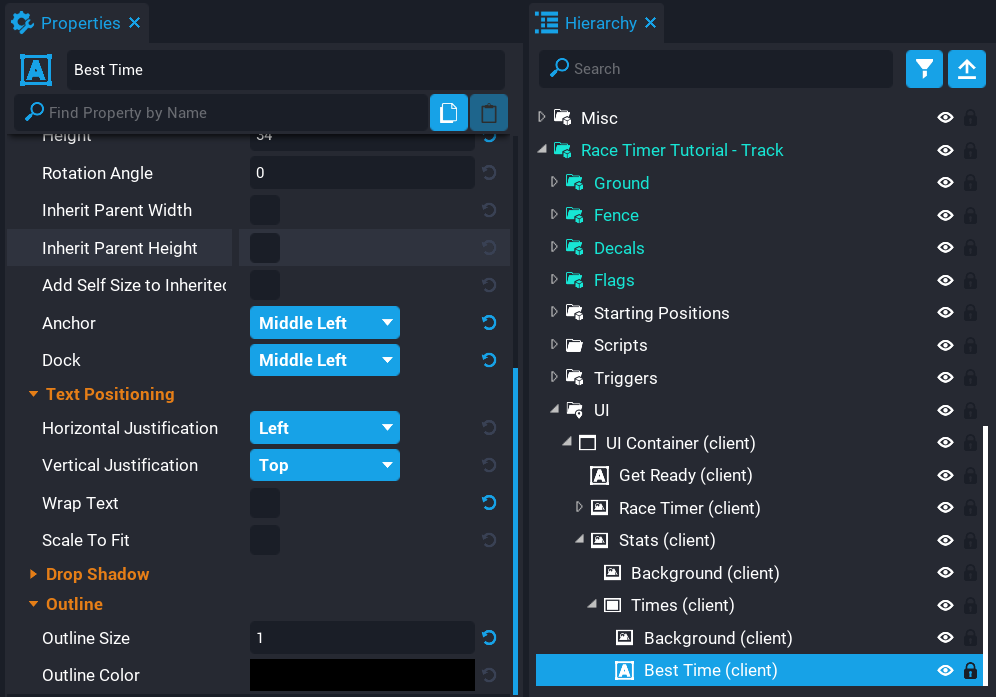 Properties
Best Time
Find Property by Name
Height 34
Rotation Angle 0
Inherit Parent Width
Inherit Parent Height
Add Self Size to Inherited
Anchor Middle Left
Dock Middle Left
Text Positioning
Horizontal Justification Left
Vertical Justification Top
Wrap Text
Scale To Fit
Drop Shadow
Outline
Outline Size 1
Outline Color
Hierarchy
Search
Misc
Race Timer Tutorial - Track
Ground
Fence
Decals
Flags
Starting Positions
Scripts
Triggers
UI
UI Container (client)
Get Ready (client)
Race Timer (client)
Stats (client)
Background (client)
Times (client)
Background (client)
Best Time (client)